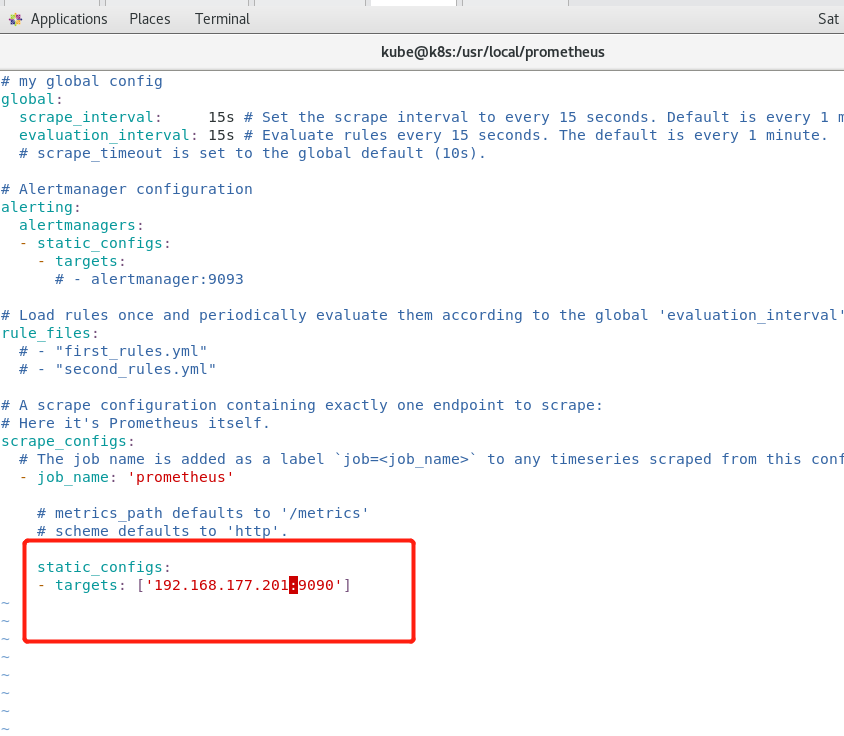 Applications Places Terminal Sat
kube@k8s:/usr/local/prometheus
# my global config
global:
  scrape_interval:     15s # Set the scrape interval to every 15 seconds. Default is every 1 m
  evaluation_interval: 15s # Evaluate rules every 15 seconds. The default is every 1 minute.
  # scrape_timeout is set to the global default (10s).
# Alertmanager configuration
alerting:
  alertmanagers:
  - static_configs:
    - targets:
      # - alertmanager:9093
# Load rules once and periodically evaluate them according to the global 'evaluation_interval'
rule_files:
  # - "first_rules.yml"
  # - "second_rules.yml"
# A scrape configuration containing exactly one endpoint to scrape:
# Here it's Prometheus itself.
scrape_configs:
  # The job name is added as a label `job=<job_name>` to any timeseries scraped from this conf
  - job_name: 'prometheus'
    # metrics_path defaults to '/metrics'
    # scheme defaults to 'http'.
    static_configs:
    - targets: ['192.168.177.201:9090']
~
~
~
~
~
~
~
~